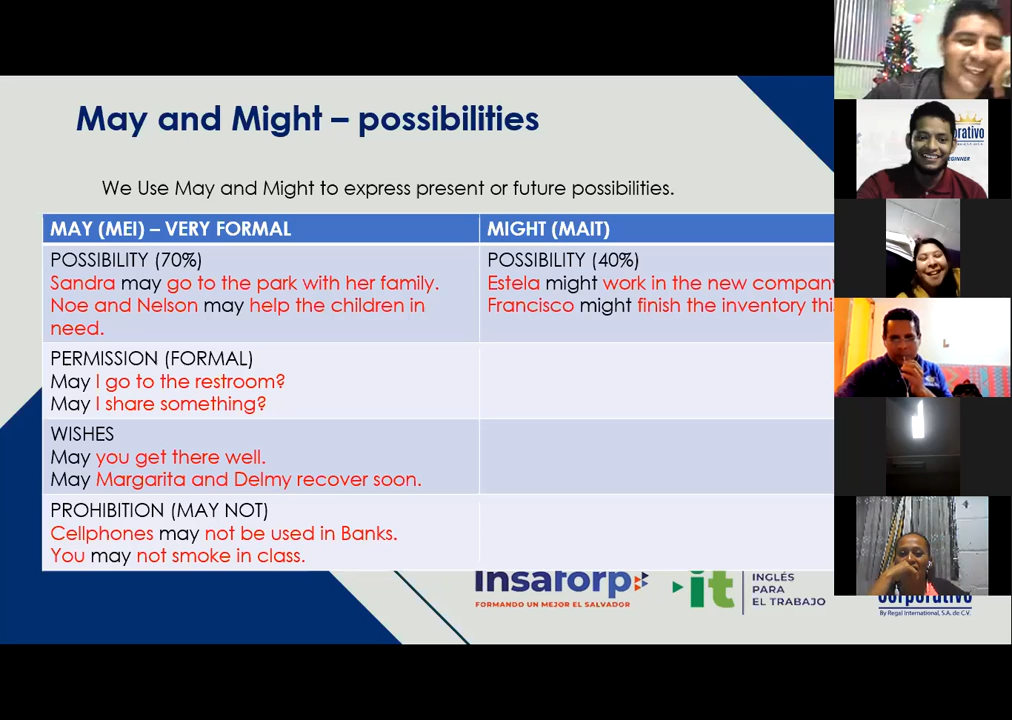 May and Might – possibilities
We Use May and Might to express present or future possibilities.
MAY (MEI) – VERY FORMAL
POSSIBILITY (70%)
Sandra may go to the park with her family.
Noe and Nelson may help the children in
need.
PERMISSION (FORMAL)
May I go to the restroom?
May I share something?
WISHES
May you get there well.
May Margarita and Delmy recover soon.
PROHIBITION (MAY NOT)
Cellphones may not be used in Banks.
You may not smoke in class.
MIGHT (MAIT)
POSSIBILITY (40%)
Estela might work in the new company
Francisco might finish the inventory thi
Insaforp
FORMANDO UN MEJOR EL SALVADOR
it
INGLÉS
PARA
EL TRABAJO
Corporativo
By Regal International, S.A. de C.V.
orativo
GINNER